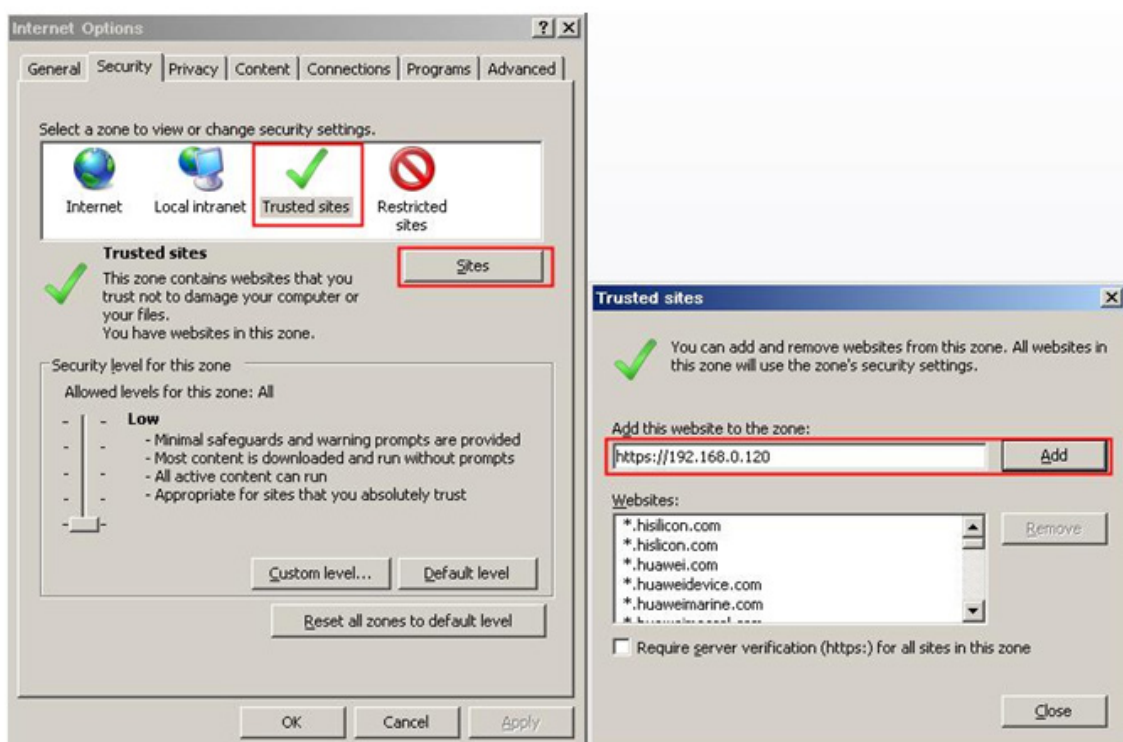 Internet Options
General Security Privacy Content Connections Programs Advanced
Select a zone to view or change security settings.
Internet
Local intranet
Trusted sites
Restricted
sites
Trusted sites
This zone contains websites that you
trust not to damage your computer or
your files.
You have websites in this zone.
Sites
Security level for this zone
Allowed levels for this zone: All
Low
- Minimal safeguards and warning prompts are provided
- Most content is downloaded and run without prompts
- All active content can run
- Appropriate for sites that you absolutely trust
Custom level... Default level
Reset all zones to default level
OK Cancel Apply
Trusted sites
You can add and remove websites from this zone. All websites in
this zone will use the zone's security settings.
Add this website to the zone:
https://192.168.0.120 Add
Websites:
*.hisilicon.com
*.hislicon.com
*.huawei.com
*.huaweidevice.com
*.huaweimarine.com
Remove
Require server verification (https:) for all sites in this zone
Close